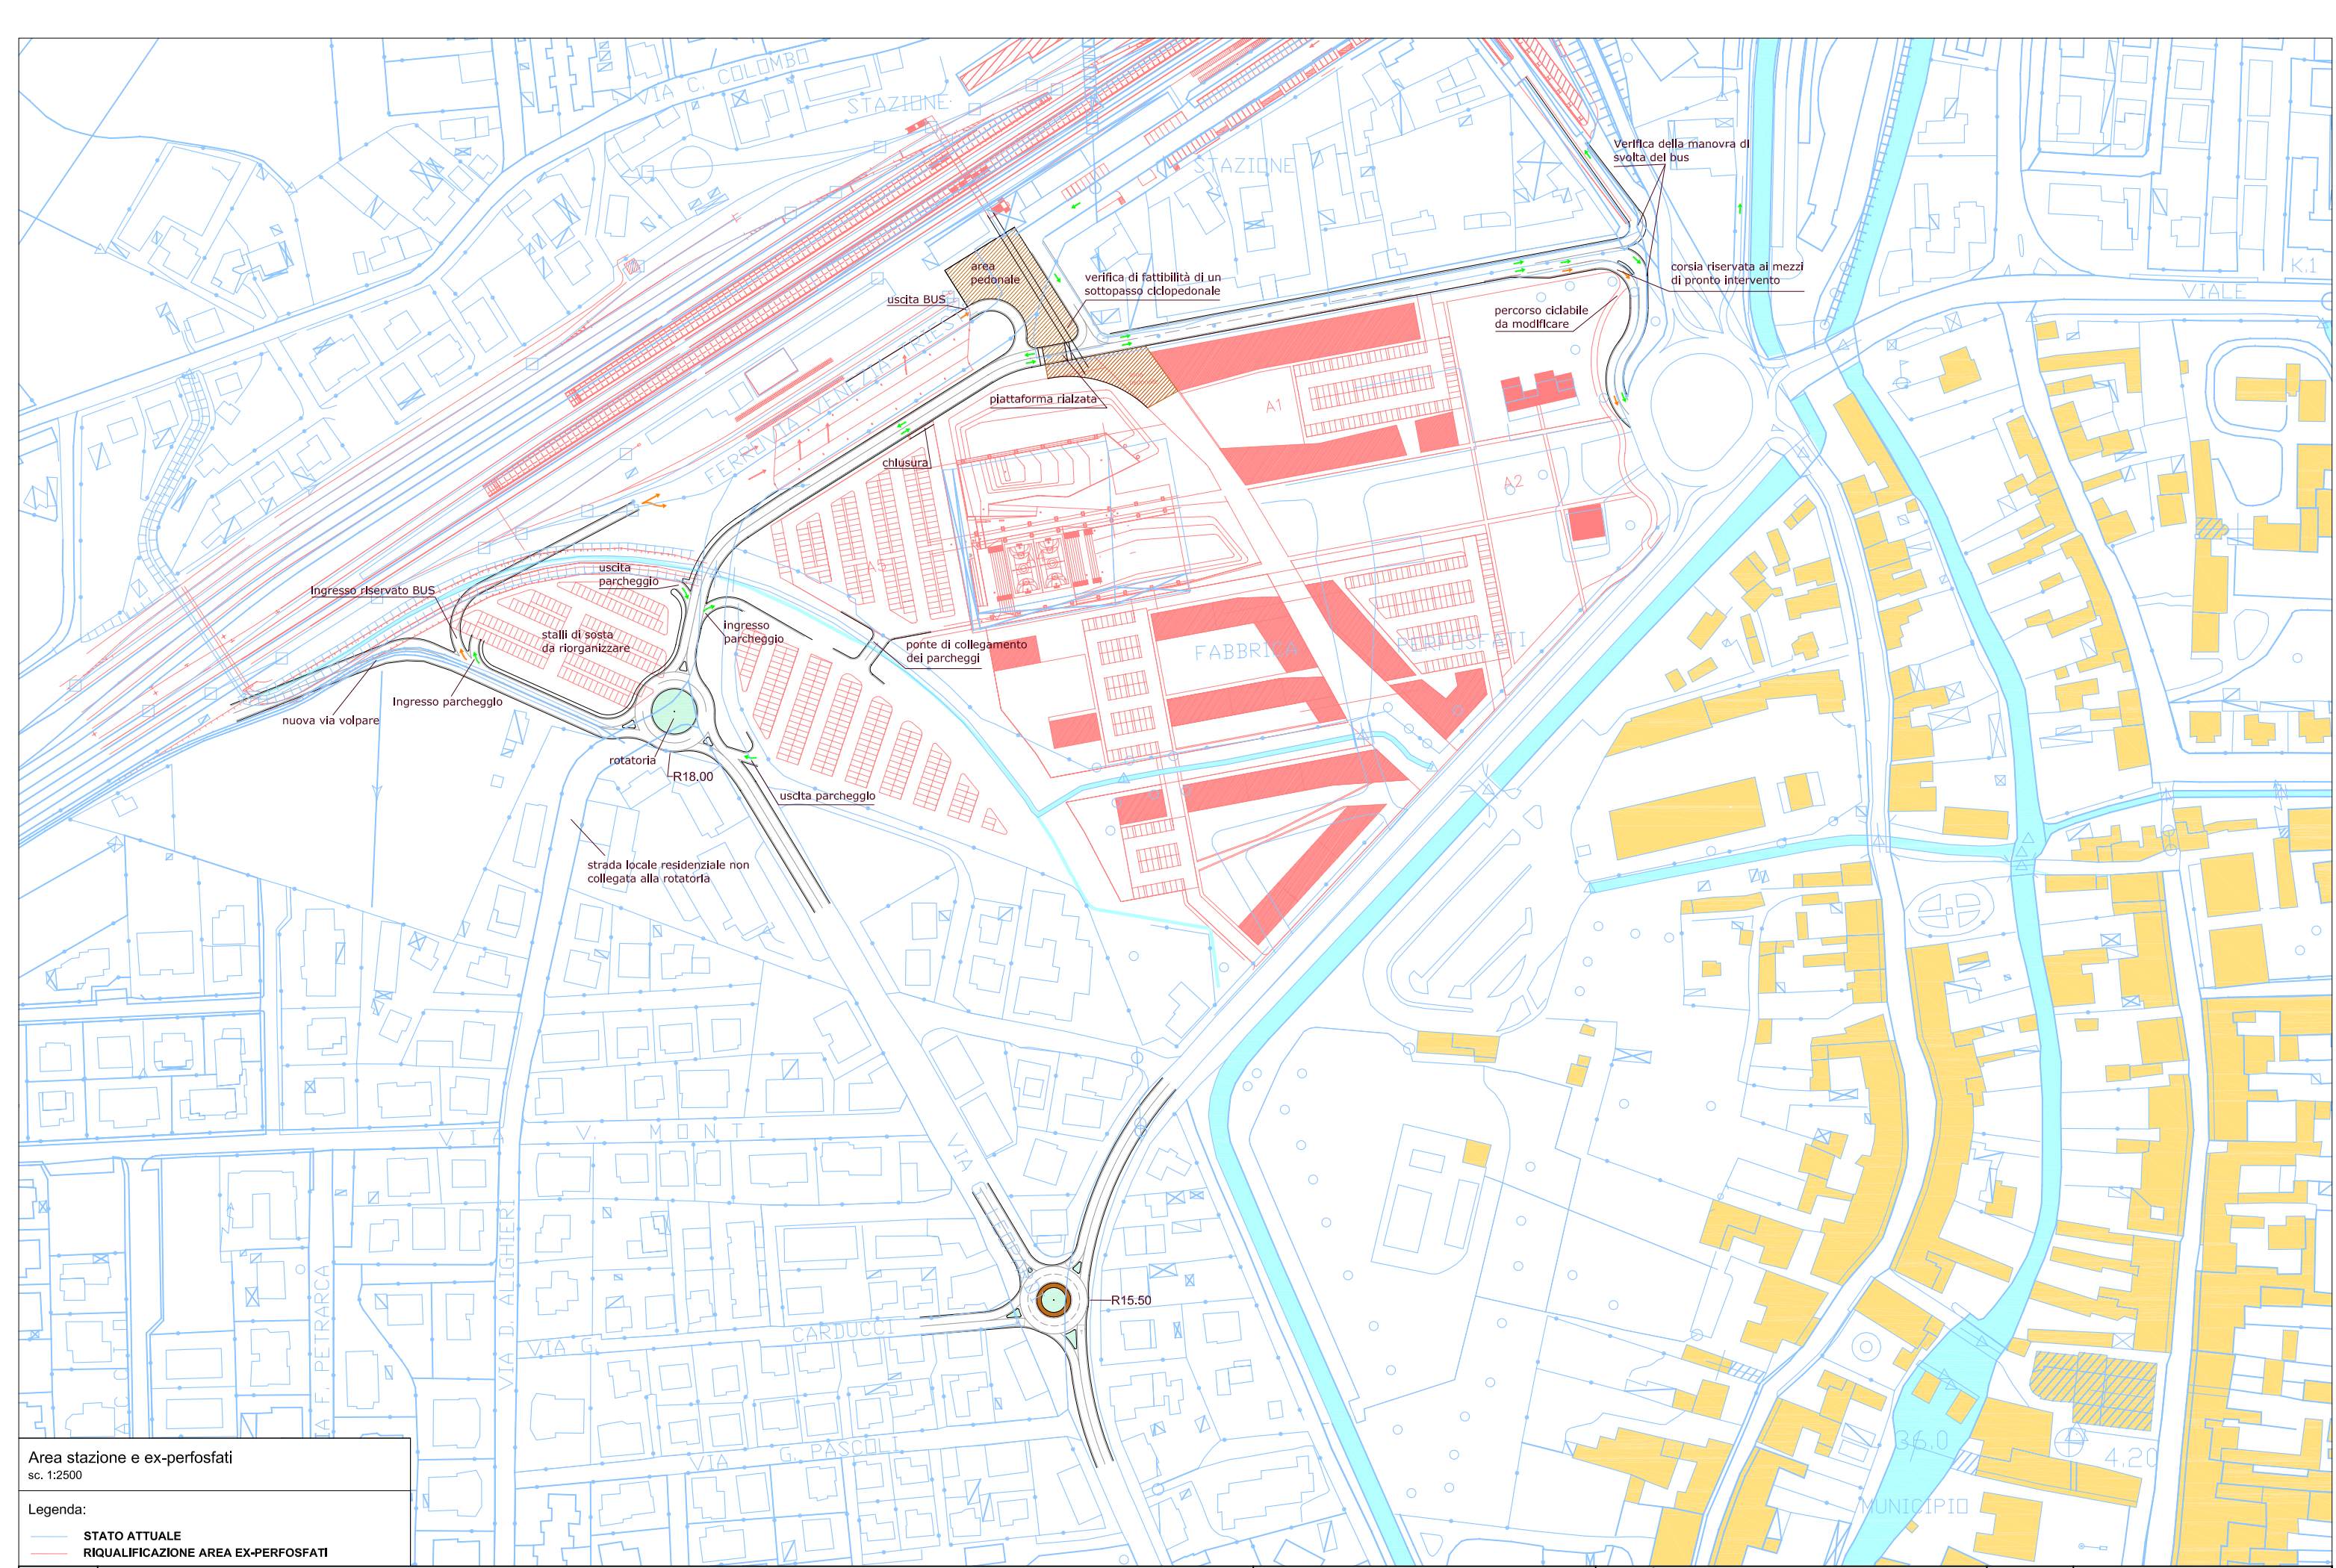 VIA C. COLOMBO
STAZIONE
STAZIONE
Verifica della manovra di
svolta del bus
corsia riservata ai mezzi
di pronto intervento
K.1
VIALE
area
pedonale
verifica di fattibilità di un
sottopasso ciclopedonale
uscita BUS
percorso ciclabile
da modificare
FERROVIA VENEZIA
piattaforma rialzata
A1
chiusura
A2
uscita
parcheggio
A5
Ingresso riservato BUS
stalli di sosta
da riorganizzare
ingresso
parcheggio
ponte di collegamento
dei parcheggi
FABBRICA
PERFOSFATI
Ingresso parcheggio
nuova via volpare
rotatoria
R18.00
uscita parcheggio
strada locale residenziale non
collegata alla rotatoria
VIA V. MONTI
VIA
VIA D. ALIGHIERI
VIA F. PETRARCA
R15.50
VIA G. CARDUCCI
VIA G. PASCOLI
36.0
4.20
MUNICIPIO
Area stazione e ex-perfosfati
sc. 1:2500
Legenda:
STATO ATTUALE
RIQUALIFICAZIONE AREA EX-PERFOSFATI